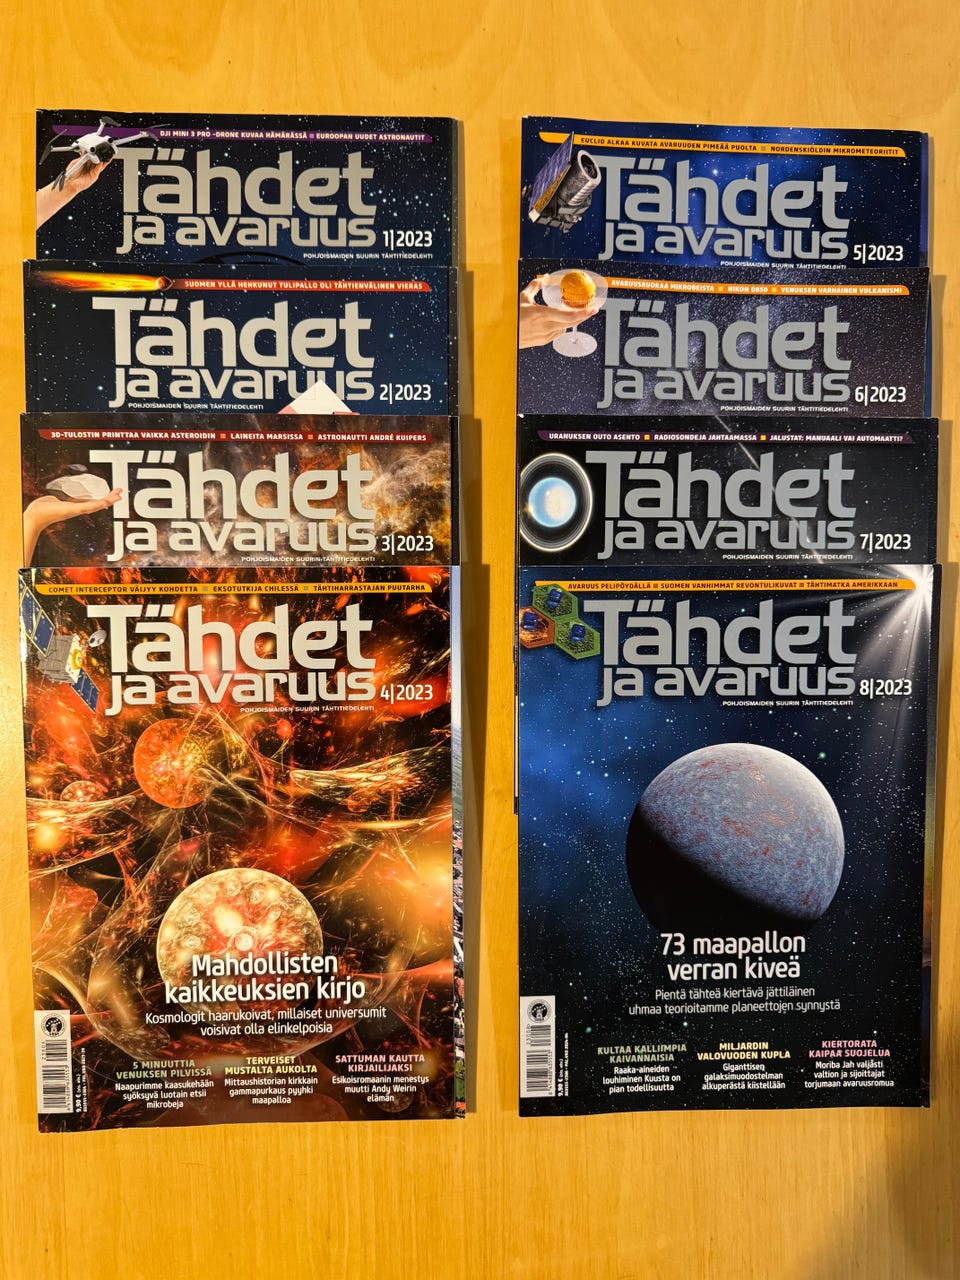 DJI MINI 3 PRO -DRONE KUVAA HÄMÄRÄSSÄ ■ EUROOPAN UUDET ASTRONAUTIT
Tähdet
ja avaruus 1|2023
POHJOISMAIDEN SUURIN TÄHTITIEDELEHTI
SUOMEN YLLÄ HEHKUNUT TULIPALLO OLI TÄHTIENVÄLINEN VIERAS
Tähdet
ja avaruus 2|2023
POHJOISMAIDEN SUURIN TÄHTITIEDELEHTI
3D-TULOSTIN PRINTTAA VAIKKA ASTEROIDIN ■ LAINEITA MARSISSA ■ ASTRONAUTTI ANDRÉ KUIPERS
Tähdet
ja avaruus 3|2023
POHJOISMAIDEN SUURIN TÄHTITIEDELEHTI
COMET INTERCEPTOR VÄIJYY KOHDETTA ■ EKSOTUTKIJA CHILESSÄ ■ TÄHTIHARRASTAJAN PUUTARHA
Tähdet
ja avaruus 4|2023
POHJOISMAIDEN SUURIN TÄHTITIEDELEHTI
Mahdollisten
kaikkeuksien kirjo
Kosmologit haarukoivat, millaiset universumit
voisivat olla elinkelpoisia
5 MINUUTTIA
VENUKSEN PILVISSÄ
Naapurimme kaasukehään
syöksyvä luotain etsii
mikrobeja
TERVEISET
MUSTALTA AUKOLTA
Mittaushistorian kirkkain
gammapurkaus pyyhki
maapalloa
SATTUMAN KAUTTA
KIRJAILIJAKSI
Esikoisromaanin menestys
muutti Andy Weirin
elämän
9,90 €
EUCLID ALKAA KUVATA AVARUUDEN PIMEÄÄ PUOLTA ■ NORDENSKIÖLDIN MIKROMETEORIITIT
Tähdet
ja avaruus 5|2023
POHJOISMAIDEN SUURIN TÄHTITIEDELEHTI
AVARUUSRUOKAA MIKROBEISTA ■ NIKON D850 ■ VENUKSEN VARHAINEN VULKANISMI
Tähdet
ja avaruus 6|2023
POHJOISMAIDEN SUURIN TÄHTITIEDELEHTI
URANUKSEN OUTO ASENTO ■ RADIOSONDEJA JAHTAAMASSA ■ JALUSTAT: MANUAALI VAI AUTOMAATTI?
Tähdet
ja avaruus 7|2023
POHJOISMAIDEN SUURIN TÄHTITIEDELEHTI
AVARUUS PELIPÖYDÄLLÄ ■ SUOMEN VANHIMMAT REVONTULIKUVAT ■ TÄHTIMATKA AMERIKKAAN
Tähdet
ja avaruus 8|2023
POHJOISMAIDEN SUURIN TÄHTITIEDELEHTI
73 maapallon
verran kiveä
Pientä tähteä kiertävä jättiläinen
uhmaa teorioitamme planeettojen synnystä
KULTAA KALLIMPIA
KAIVANNAISIA
Raaka-aineiden
louhiminen Kuusta on
pian todellisuutta
MILJARDIN
VALOVUODEN KUPLA
Giganttisen
galaksimuodostelman
alkuperästä kiistellään
KIERTORATA
KAIPAA SUOJELUA
Moriba Jah valjasti
valtion ja sijoittajat
torjumaan avaruusromua
9,90 €